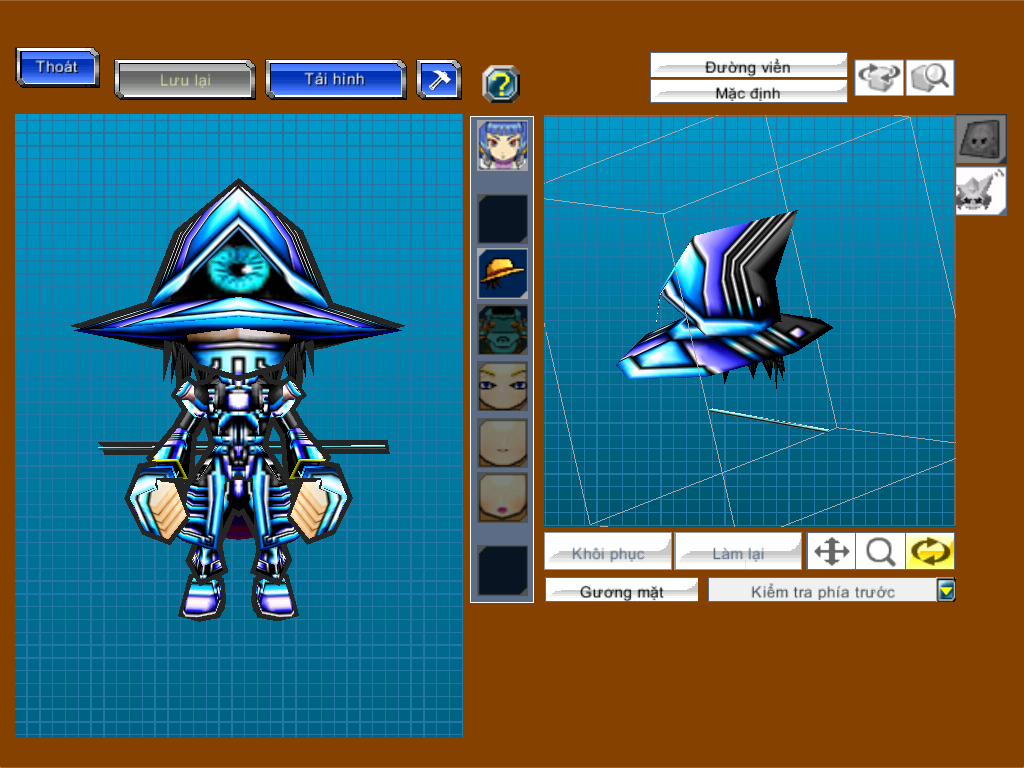 Thoát
Lưu lại
Tải hình
?
Đường viền
Mặc định
Khôi phục
Làm lại
Gương mặt
Kiểm tra phía trước